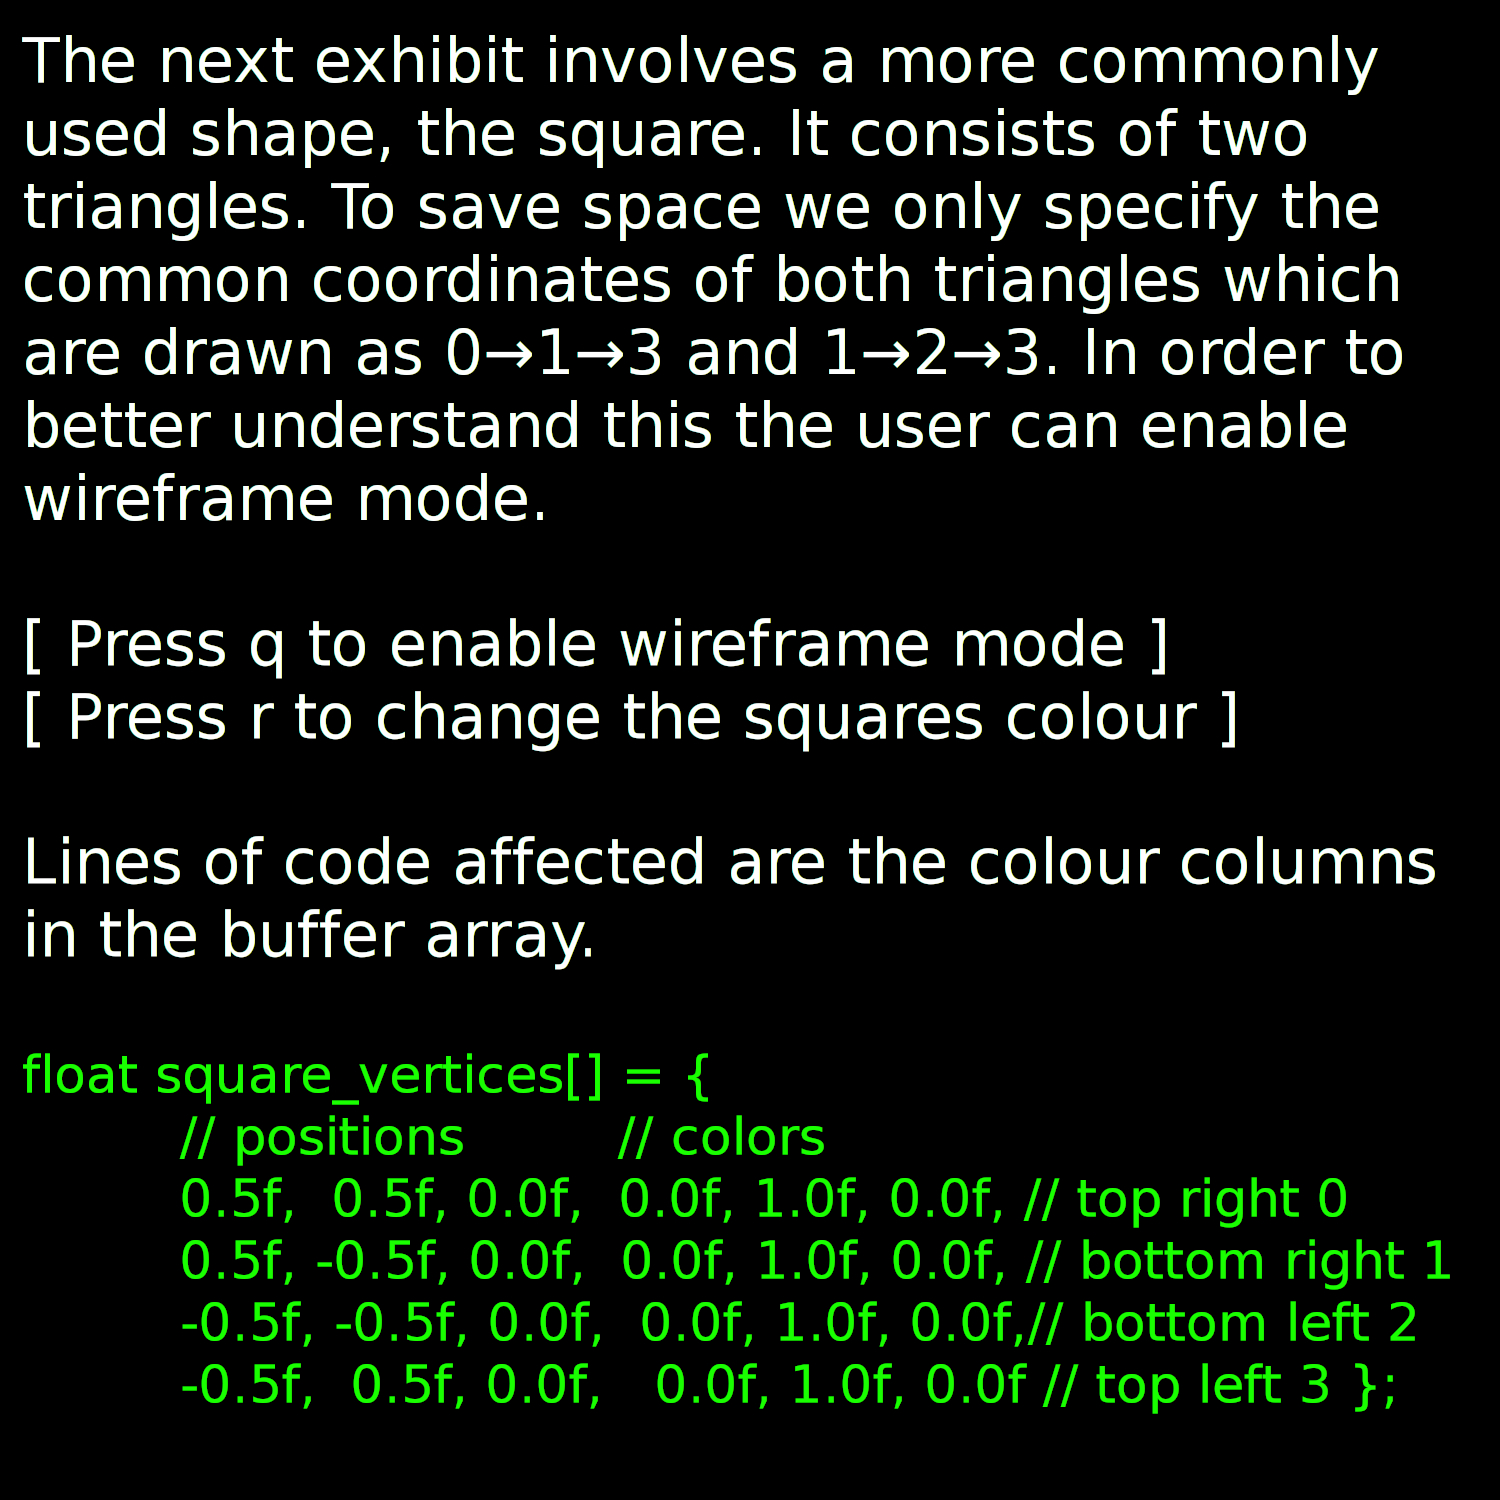 The next exhibit involves a more commonly
used shape, the square. It consists of two
triangles. To save space we only specify the
common coordinates of both triangles which
are drawn as 0→1→3 and 1→2→3. In order to
better understand this the user can enable
wireframe mode.
[ Press q to enable wireframe mode ]
[ Press r to change the squares colour ]
Lines of code affected are the colour columns
in the buffer array.
float square_vertices[] = {
// positions // colors
0.5f, 0.5f, 0.0f, 0.0f, 1.0f, 0.0f, // top right 0
0.5f, -0.5f, 0.0f, 0.0f, 1.0f, 0.0f, // bottom right 1
-0.5f, -0.5f, 0.0f, 0.0f, 1.0f, 0.0f,// bottom left 2
-0.5f, 0.5f, 0.0f, 0.0f, 1.0f, 0.0f // top left 3 };